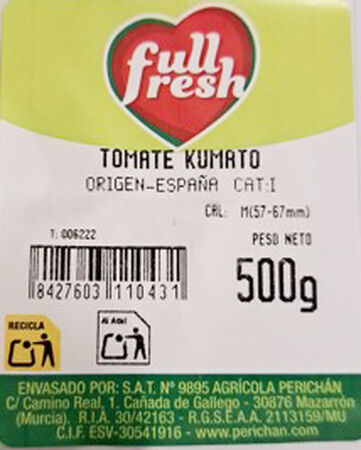 full
fresh
TOMATE KUMATO
ORIGEN-ESPAÑA CAT:I
CAL: M(57-67mm)
T: 006222
PESO NETO
500g
8427603 110431
RECICLA
Al Aquí
ENVASADO POR: S.A.T. Nº 9895 AGRÍCOLA PERICHÁN
C/ Camino Real, 1. Cañada de Gallego - 30876 Mazarrón
(Murcia). R.I.A. 30/42163 - R.G.S.E.A.A. 2113159/MU
C.I.F. ESV-30541916 - www.perichan.com